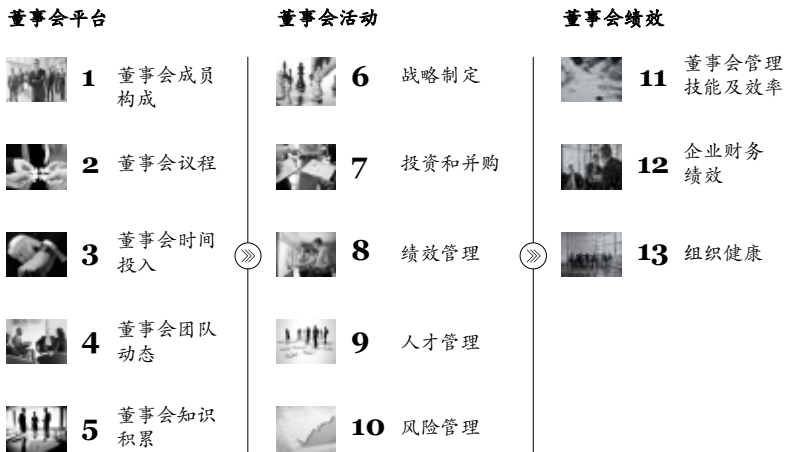 董事会平台
1 董事会成员
构成
2 董事会议程
3 董事会时间
投入
4 董事会团队
动态
5 董事会知识
积累
董事会活动
6 战略制定
7 投资和并购
8 绩效管理
9 人才管理
10 风险管理
董事会绩效
11 董事会管理
技能及效率
12 企业财务
绩效
13 组织健康